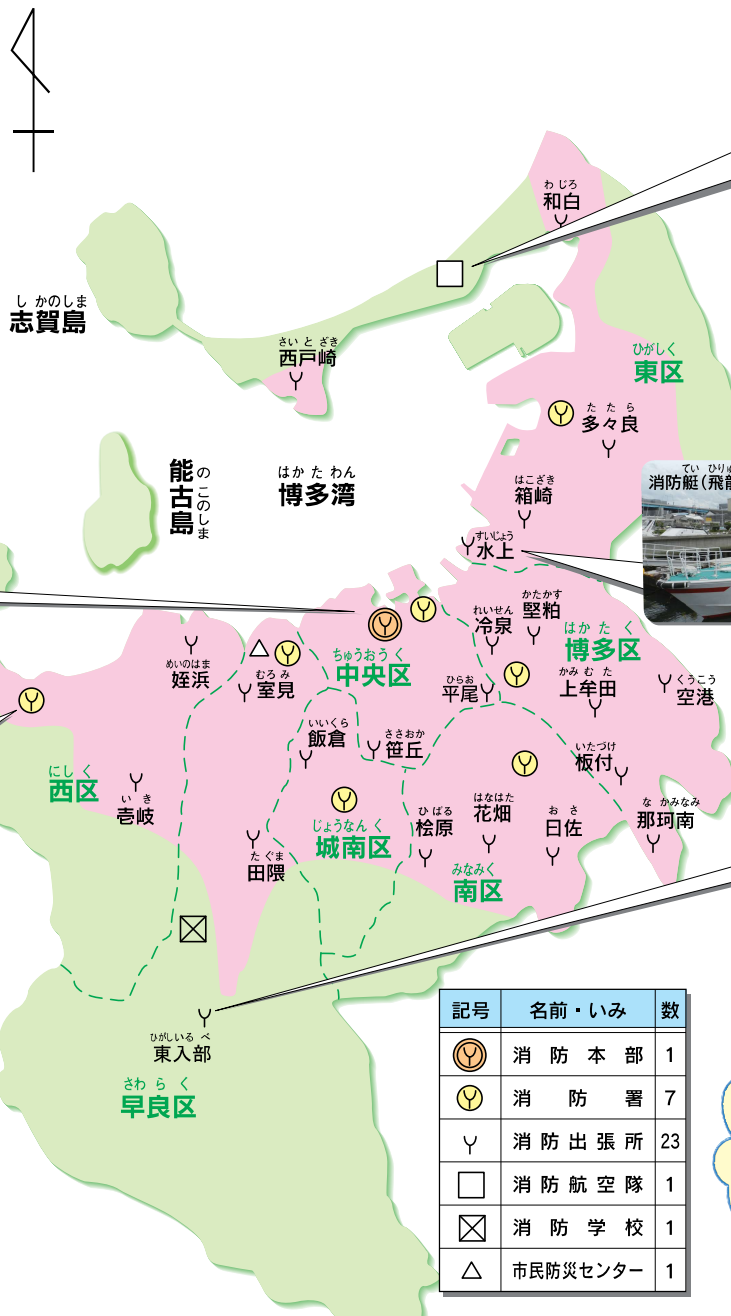 わじろ
和白
しかのしま
志賀島
さいとざき
西戸崎
ひがしく
東区
たたら
多々良
能古島
のこのしま
はかたわん
博多湾
はこざき
箱崎
てい ひりゅ
消防艇(飛龍
すいじょう
水上
かたかす
堅粕
れいせん
冷泉
はかたく
博多区
ちゅうおうく
中央区
めいのはま
姪浜
むろみ
室見
ひらお
平尾
かみむた
上牟田
くうこう
空港
いいくら
飯倉
ささおか
笹丘
いたづけ
板付
にしく
西区
いき
壱岐
じょうなんく
城南区
ひばる
桧原
はなはた
花畑
おさ
曰佐
なかみなみ
那珂南
たぐま
田隈
みなみく
南区
ひがしいるべ
東入部
さわらく
早良区
記号 名前・いみ 数
消防本部 1
消防署 7
消防出張所 23
消防航空隊 1
消防学校 1
市民防災センター 1